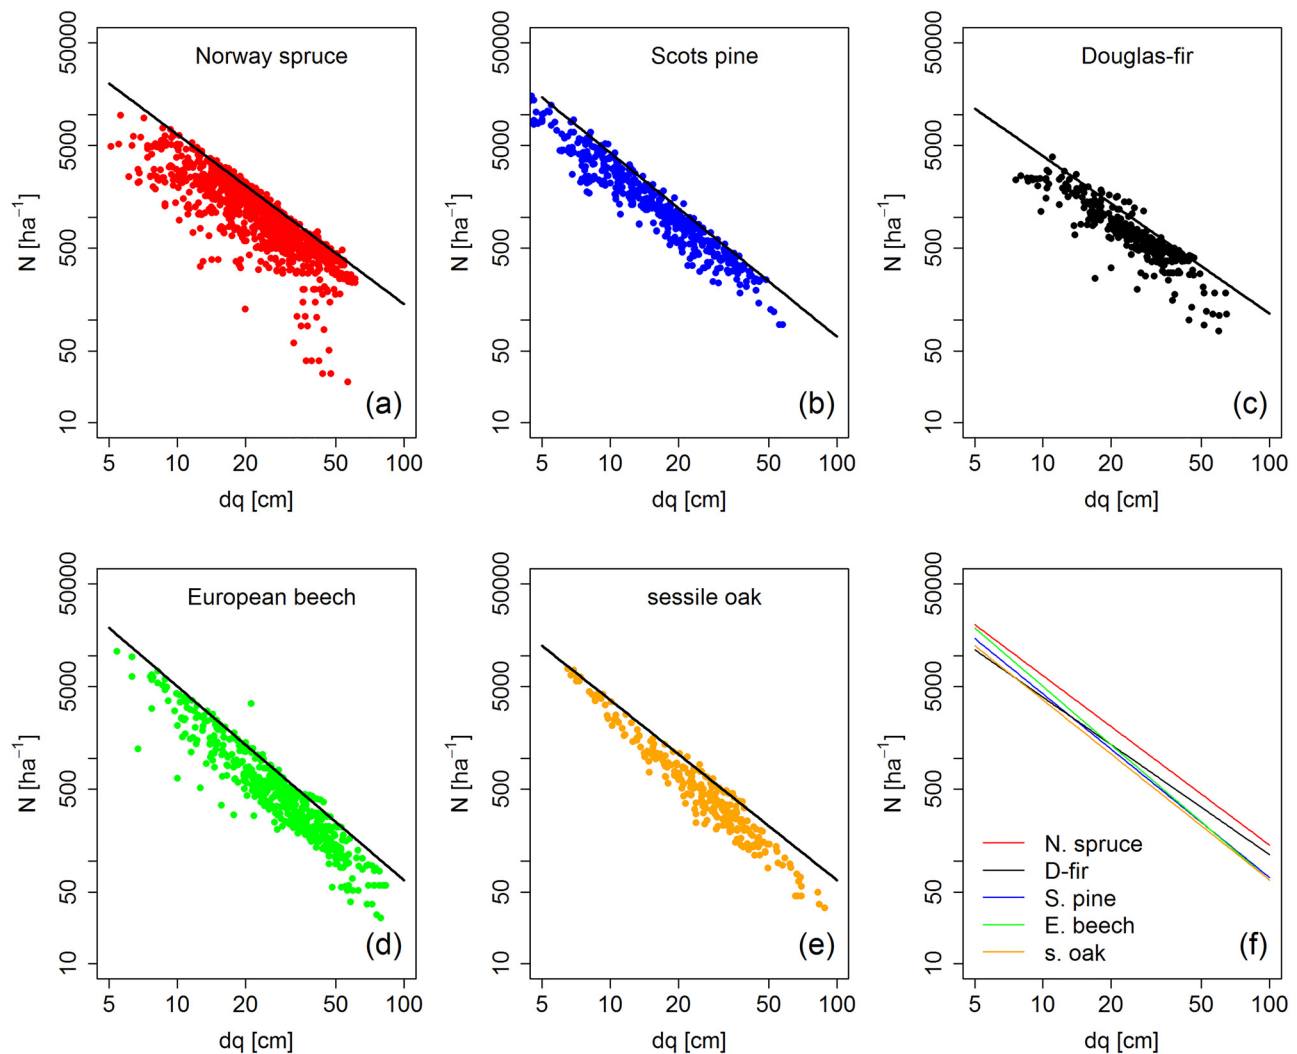 Norway spruce
50000
5000
500
50
10
N [ha⁻¹]
5 10 20 50 100
dq [cm]
(a)
Scots pine
50000
5000
500
50
10
N [ha⁻¹]
5 10 20 50 100
dq [cm]
(b)
Douglas-fir
50000
5000
500
50
10
N [ha⁻¹]
5 10 20 50 100
dq [cm]
(c)
European beech
50000
5000
500
50
10
N [ha⁻¹]
5 10 20 50 100
dq [cm]
(d)
sessile oak
50000
5000
500
50
10
N [ha⁻¹]
5 10 20 50 100
dq [cm]
(e)
50000
5000
500
50
10
N [ha⁻¹]
N. spruce
D-fir
S. pine
E. beech
s. oak
5 10 20 50 100
dq [cm]
(f)